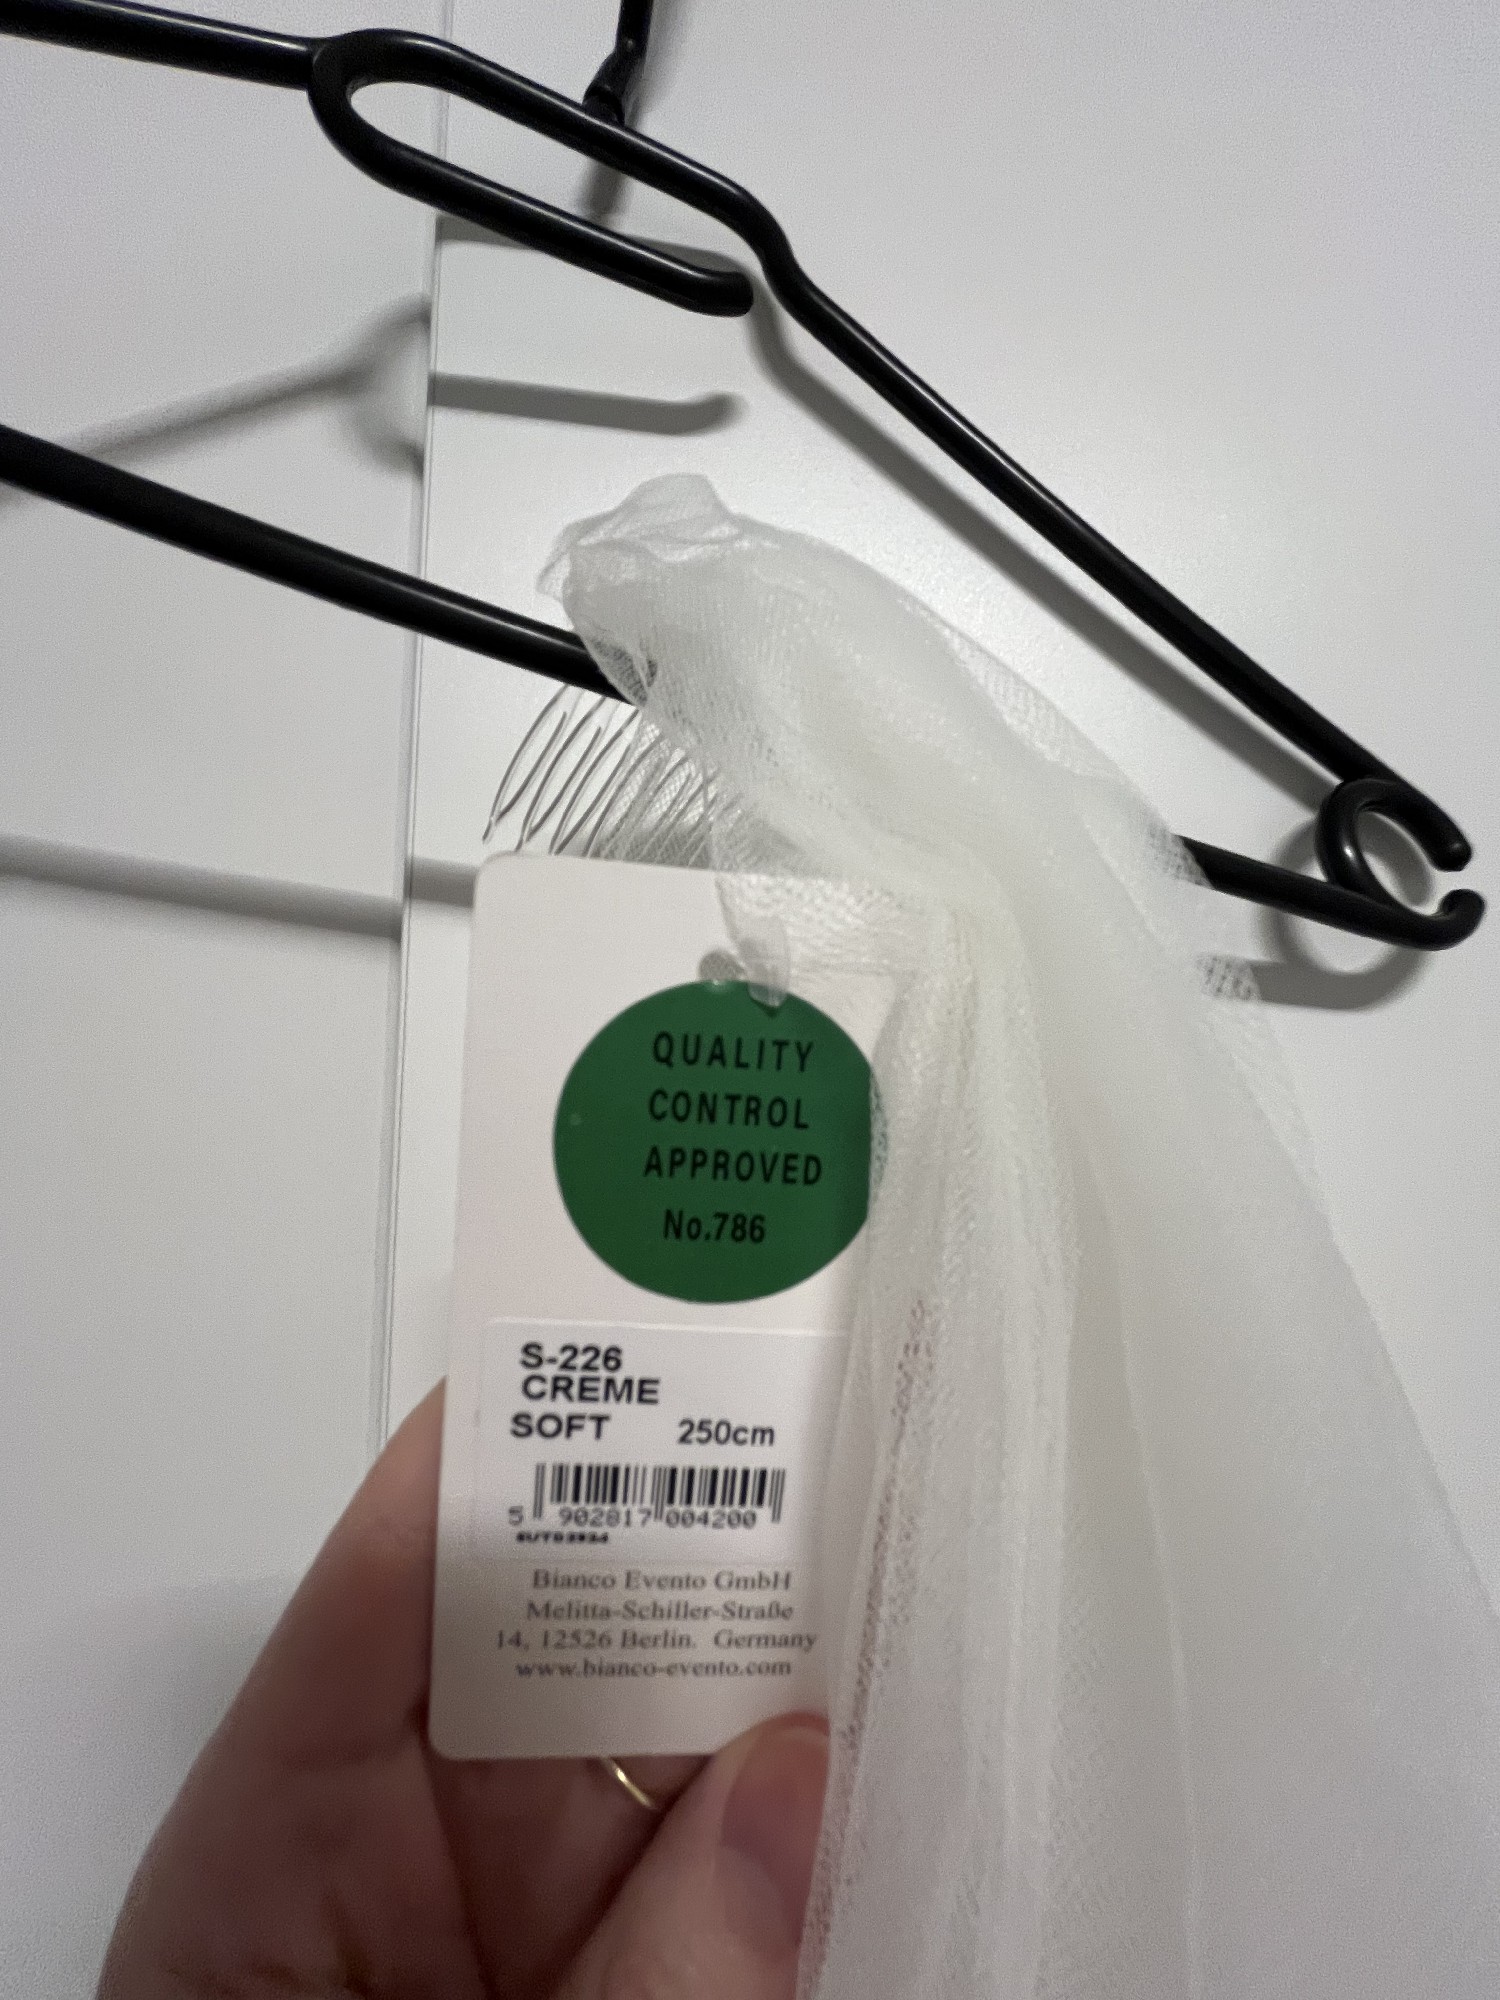 QUALITY
CONTROL
APPROVED
No.786
S-226
CREME
SOFT 250cm
5 902817 004200
Bianco Evento GmbH
Melitta-Schiller-Straße
14, 12526 Berlin. Germany
www.bianco-evento.com